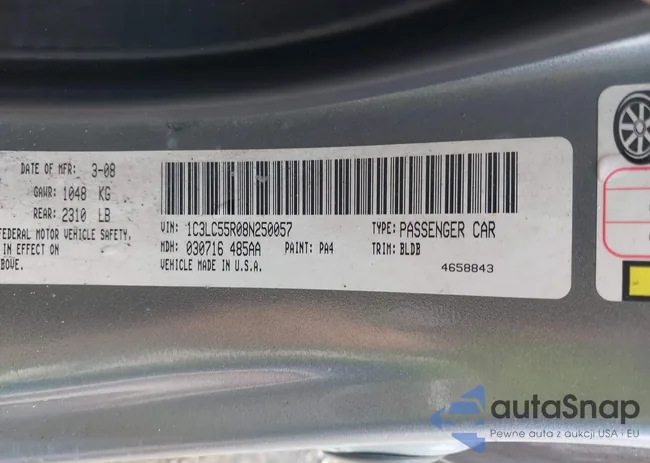 DATE OF MFR: 3-08
GAWR: 1048 KG
REAR: 2310 LB
FEDERAL MOTOR VEHICLE SAFETY,
IN EFFECT ON
ABOVE.
VIN: 1C3LC55R08N250057
TYPE: PASSENGER CAR
MDH: 030716 485AA
PAINT: PA4
TRIM: BLDB
VEHICLE MADE IN U.S.A.
4658843
autaSnap
Pewne auta z aukcji USA i EU